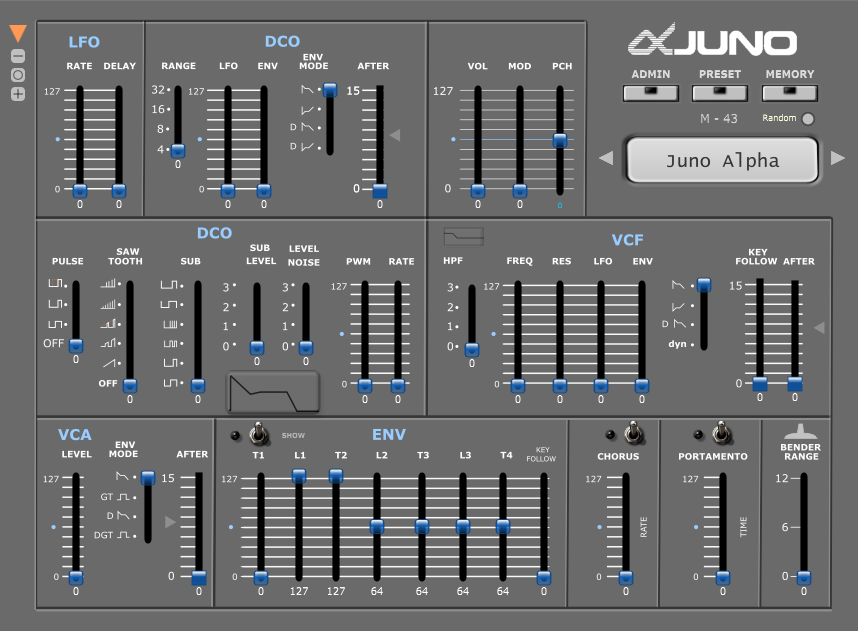 LFO
RATE DELAY
127
0
0 0
DCO
RANGE LFO ENV ENV MODE AFTER
32
16
8
4
0
127
0
0 0
D
D
15
0
0
VOL MOD PCH
127
0
0 0 0
αJUNO
ADMIN PRESET MEMORY
M - 43 Random
Juno Alpha
DCO
PULSE SAW TOOTH SUB SUB LEVEL LEVEL NOISE PWM RATE
OFF
0
OFF
0
0
3
2
1
0
0
3
2
1
0
0
127
0
0 0
VCF
HPF FREQ RES LFO ENV KEY FOLLOW AFTER
3
2
1
0
0
127
0
0 0 0 0
D
dyn
15
0
0 0
VCA
LEVEL ENV MODE AFTER
127
0
0
GT
D
DGT
15
0
0
SHOW
ENV
T1 L1 T2 L2 T3 L3 T4 KEY FOLLOW
127
0
0 127 127 64 64 64 64 0
CHORUS
127
RATE
0
0
PORTAMENTO
127
TIME
0
0
BENDER
RANGE
12
6
0
0